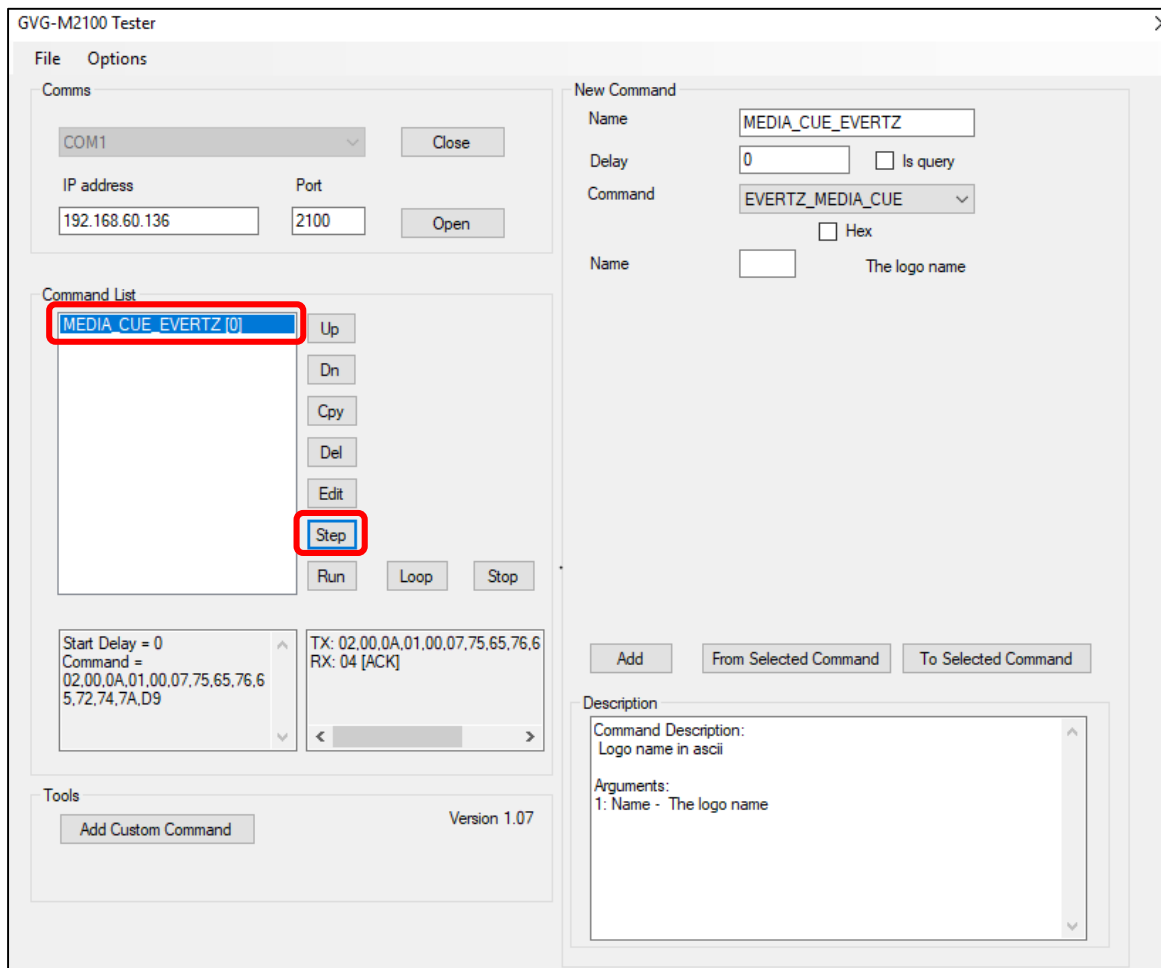 GVG-M2100 Tester
File Options
Comms
COM1
Close
IP address Port
192.168.60.136 2100 Open
Command List
MEDIA_CUE_EVERTZ [0]
Up
Dn
Cpy
Del
Edit
Step
Run Loop Stop
Start Delay = 0
Command =
02,00,0A,01,00,07,75,65,76,6
5,72,74,7A,D9
TX: 02,00,0A,01,00,07,75,65,76,6
RX: 04 [ACK]
Tools
Add Custom Command
Version 1.07
New Command
Name MEDIA_CUE_EVERTZ
Delay 0 Is query
Command EVERTZ_MEDIA_CUE
Hex
Name The logo name
Add From Selected Command To Selected Command
Description
Command Description:
Logo name in ascii
Arguments:
1: Name - The logo name